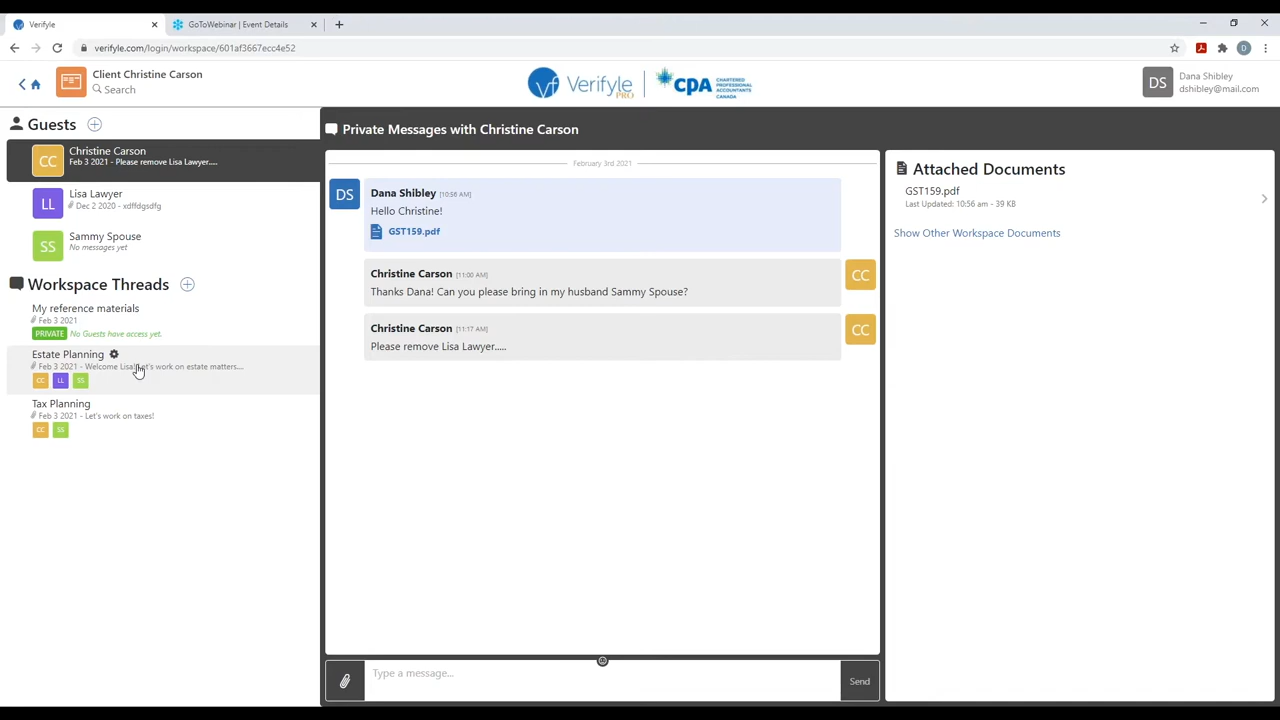 Verifyle
GoToWebinar | Event Details
verifyle.com/login/workspace/601af3667ecc4e52
D
Client Christine Carson
Search
vf Verifyle PRO
CPA CHARTERED PROFESSIONAL ACCOUNTANTS CANADA
DS
Dana Shibley
dshibley@mail.com
Guests
CC
Christine Carson
Feb 3 2021 - Please remove Lisa Lawyer.....
LL
Lisa Lawyer
Dec 2 2020 - xdffdgsdfg
SS
Sammy Spouse
No messages yet
Workspace Threads
My reference materials
Feb 3 2021
PRIVATE No Guests have access yet.
Estate Planning
Feb 3 2021 - Welcome Lisa! Let's work on estate matters...
CC LL SS
Tax Planning
Feb 3 2021 - Let's work on taxes!
CC SS
Private Messages with Christine Carson
February 3rd 2021
DS
Dana Shibley [10:56 AM]
Hello Christine!
GST159.pdf
Christine Carson [11:00 AM]
CC
Thanks Dana! Can you please bring in my husband Sammy Spouse?
Christine Carson [11:17 AM]
CC
Please remove Lisa Lawyer.....
Type a message...
Send
Attached Documents
GST159.pdf
Last Updated: 10:56 am - 39 KB
Show Other Workspace Documents